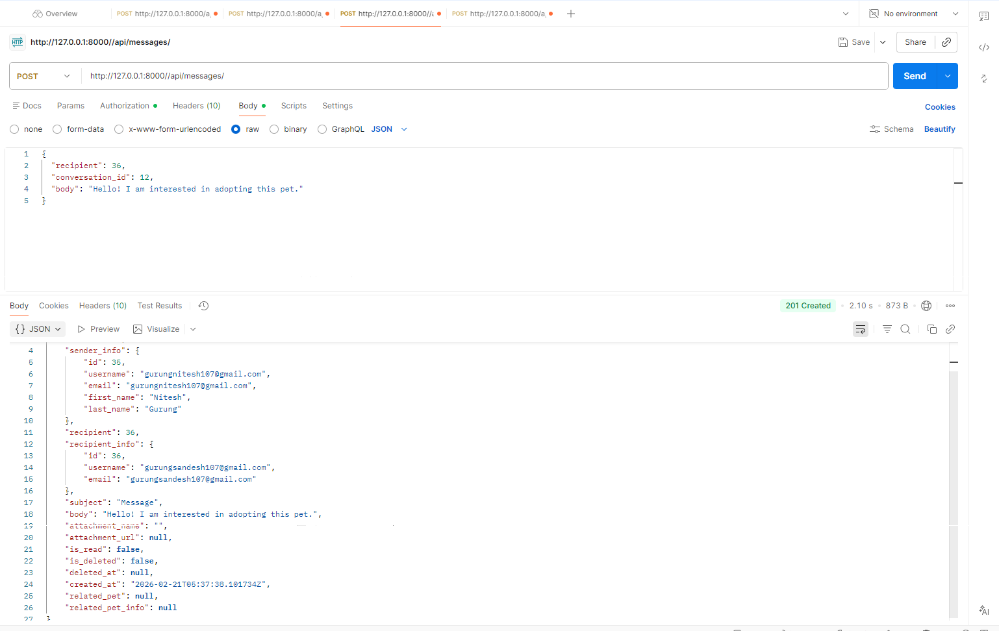 Overview
POST http://127.0.0.1:8000/a
POST http://127.0.0.1:8000/a
POST http://127.0.0.1:8000//a
POST http://127.0.0.1:8000/a
No environment
HTTP http://127.0.0.1:8000//api/messages/
Save
Share
POST
http://127.0.0.1:8000//api/messages/
Send
Docs
Params
Authorization
Headers (10)
Body
Scripts
Settings
Cookies
none
form-data
x-www-form-urlencoded
raw
binary
GraphQL
JSON
Schema
Beautify
1 {
2 "recipient": 36,
3 "conversation_id": 12,
4 "body": "Hello! I am interested in adopting this pet."
5 }
Body
Cookies
Headers (10)
Test Results
201 Created
2.10 s
873 B
{} JSON
Preview
Visualize
4 "sender_info": {
5 "id": 35,
6 "username": "gurungnitesh107@gmail.com",
7 "email": "gurungnitesh107@gmail.com",
8 "first_name": "Nitesh",
9 "last_name": "Gurung"
10 },
11 "recipient": 36,
12 "recipient_info": {
13 "id": 36,
14 "username": "gurungsandesh107@gmail.com",
15 "email": "gurungsandesh107@gmail.com"
16 },
17 "subject": "Message",
18 "body": "Hello! I am interested in adopting this pet.",
19 "attachment_name": "",
20 "attachment_url": null,
21 "is_read": false,
22 "is_deleted": false,
23 "deleted_at": null,
24 "created_at": "2026-02-21T05:37:38.101734Z",
25 "related_pet": null,
26 "related_pet_info": null
27 }
AI